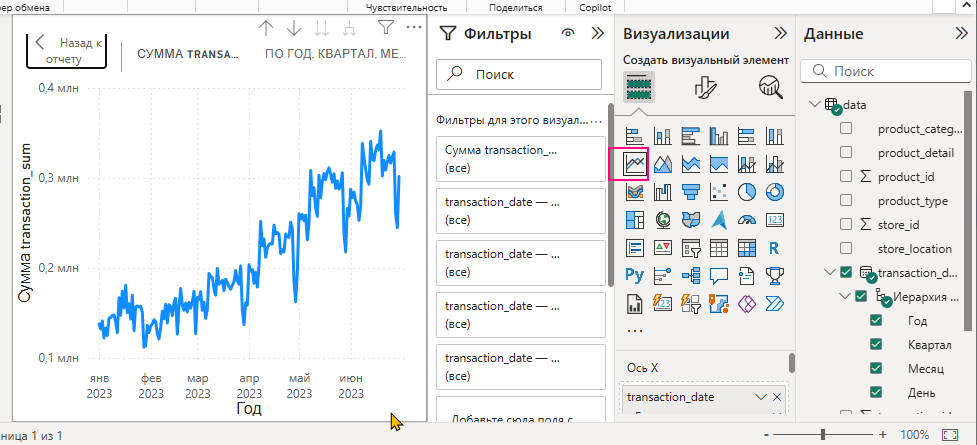 ер обмена
Чувствительность
Поделиться
Copilot
Назад к
отчету
СУММА TRANSA...
ПО ГОД, КВАРТАЛ, МЕ...
0,4 млн
0,3 млн
0,2 млн
0,1 млн
Сумма transaction_sum
янв
2023
фев
2023
мар
2023
апр
2023
май
2023
июн
2023
Год
Фильтры
Поиск
Фильтры для этого визуал...
Сумма transaction_...
(все)
transaction_date — ...
(все)
transaction_date — ...
(все)
transaction_date — ...
(все)
transaction_date — ...
(все)
Добавьте сюда поля с
Визуализации
Создать визуальный элемент
123
R
Py
123
...
Ось X
transaction_date
Данные
Поиск
data
product_categ...
product_detail
product_id
product_type
store_id
store_location
transaction_d...
Иерархия ...
Год
Квартал
Месяц
День
ница 1 из 1
100%